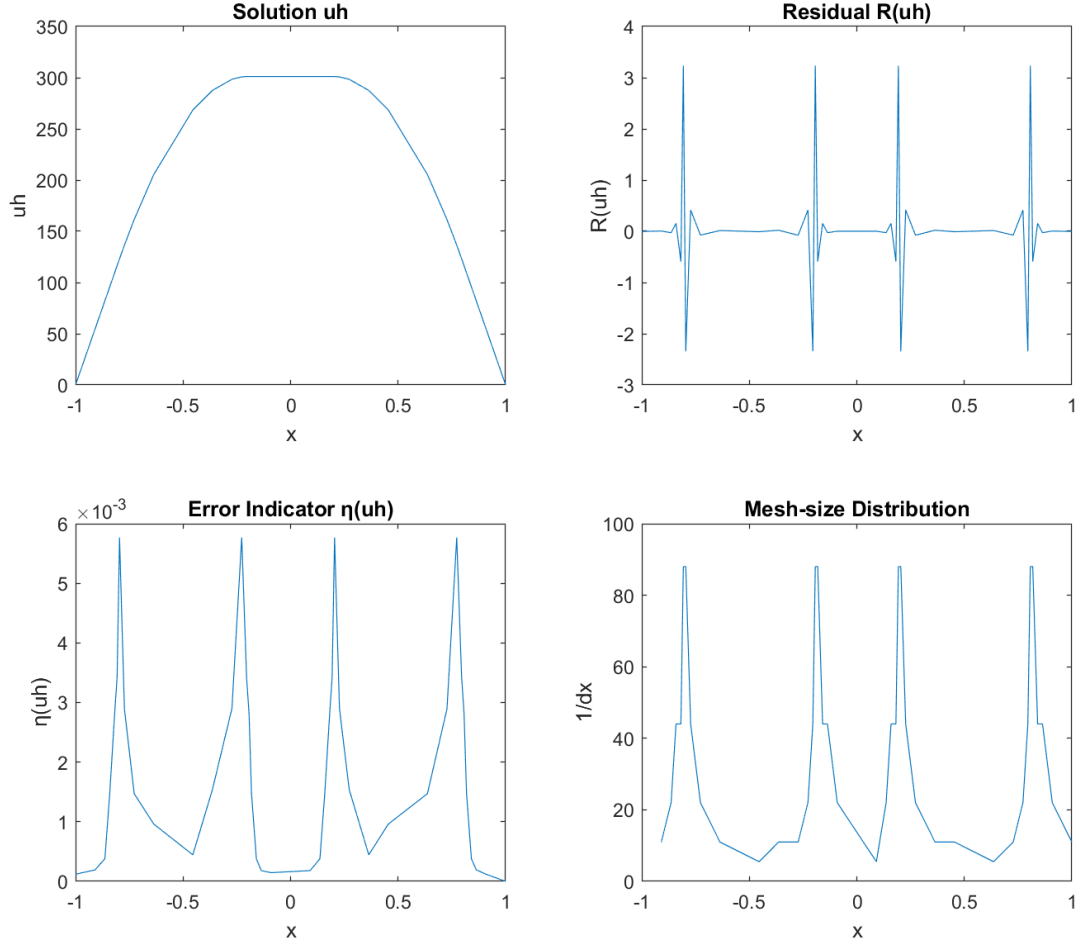 Solution uh
350
300
250
200
150
100
50
0
uh
-1 -0.5 0 0.5 1
x
Residual R(uh)
4
3
2
1
0
-1
-2
-3
R(uh)
-1 -0.5 0 0.5 1
x
×10-3
Error Indicator η(uh)
6
5
4
3
2
1
0
η(uh)
-1 -0.5 0 0.5 1
x
Mesh-size Distribution
100
80
60
40
20
0
1/dx
-1 -0.5 0 0.5 1
x